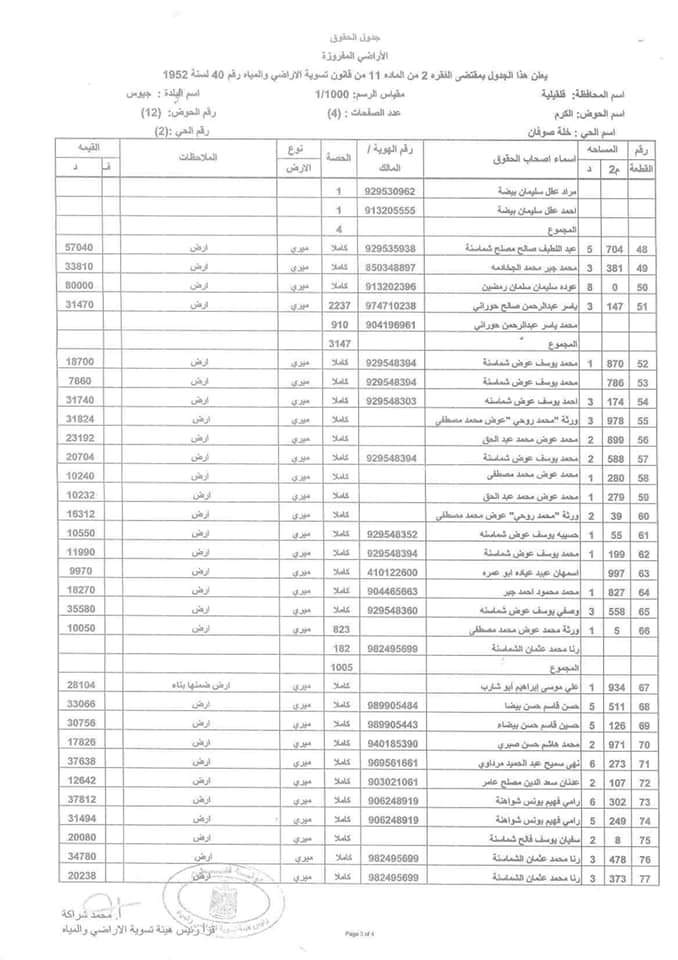 جدول الحقوق
الأراضي المفروزة
يعلن هذا الجدول بمقتضى الفقره 2 من الماده 11 من قانون تسوية الاراضي والمياه رقم 40 لسنة 1952
اسم المحافظة: قلقيلية مقياس الرسم: 1/1000 اسم البلدة : جيوس
اسم الحوض: الكرم عدد الصفحات: (4) رقم الحوض: (12)
اسم الحي: خلة صوفان رقم الحي: (2)
رقم القطعة المساحه م2 د أسماء اصحاب الحقوق رقم الهوية / المالك الحصة نوع الارض الملاحظات القيمه ف د
مراد عقل سليمان بيضة 929530962 1
احمد عقل سليمان بيضة 913205555 1
المجموع 4
48 704 5 عبد اللطيف صالح مصلح شماسنة 929535938 كاملا ميري ارض 57040
49 381 3 محمد جبر محمد الجخادمه 850348897 كاملا ميري ارض 33810
50 0 8 عوده سليمان سلمان رمضين 913202396 كاملا ميري ارض 80000
51 147 3 ياسر عبدالرحمن صالح حوراني 974710238 2237 ميري ارض 31470
محمد ياسر عبدالرحمن حوراني 904196961 910
المجموع 3147
52 870 1 محمد يوسف عوض شماسنة 929548394 كاملا ميري ارض 18700
53 786 محمد يوسف عوض شماسنة 929548394 كاملا ميري ارض 7860
54 174 3 احمد يوسف عوض شماسنه 929548303 كاملا ميري ارض 31740
55 978 3 ورثة "محمد روحي" عوض محمد مصطفى كاملا ميري ارض 31824
56 899 2 محمد عوض محمد عبد الحق كاملا ميري ارض 23192
57 588 2 محمد يوسف عوض شماسنة 929548394 كاملا ميري ارض 20704
58 280 1 محمد عوض محمد مصطفى كاملا ميري ارض 10240
59 279 1 محمد عوض محمد عبد الحق كاملا ميري ارض 10232
60 39 2 ورثة "محمد روحي" عوض محمد مصطفى كاملا ميري ارض 16312
61 55 1 حسيبه يوسف عوض شماسنه 929548352 كاملا ميري ارض 10550
62 199 1 محمد يوسف عوض شماسنة 929548394 كاملا ميري ارض 11990
63 997 اسمهان عبيد عياده ابو عمره 410122600 كاملا ميري ارض 9970
64 827 1 محمد محمود احمد جبر 904465663 كاملا ميري ارض 18270
65 558 3 وصفي يوسف عوض شماسنه 929548360 كاملا ميري ارض 35580
66 5 1 ورثة محمد عوض محمد مصطفى 823 ميري ارض 10050
رنا محمد عثمان الشماسنة 982495699 182
المجموع 1005
67 934 1 علي موسى إبراهيم أبو شارب كاملا ميري ارض ضمنها بناء 28104
68 511 5 حسن قاسم حسن بيضا 989905484 كاملا ميري ارض 33066
69 126 5 حسين قاسم حسن بيضاء 989905443 كاملا ميري ارض 30756
70 971 2 محمد هاشم حسن صبري 940185390 كاملا ميري ارض 17826
71 273 6 نهى سميح عبد الحميد مرداوي 969561661 كاملا ميري ارض 37638
72 107 2 عدنان سعد الدين مصلح عامر 903021061 كاملا ميري ارض 12642
73 302 6 رامي فهيم يونس شواهنة 906248919 كاملا ميري ارض 37812
74 249 5 رامي فهيم يونس شواهنة 906248919 كاملا ميري ارض 31494
75 8 2 سفيان يوسف فالح شماسنة كاملا ميري ارض 20080
76 478 3 رنا محمد عثمان الشماسنة 982495699 كاملا ميري ارض 34780
77 373 3 رنا محمد عثمان الشماسنة 982495699 كاملا ميري ارض 20238
أ. محمد شراكة
رئيس هيئة تسوية الاراضي والمياه
Page 3 of 4